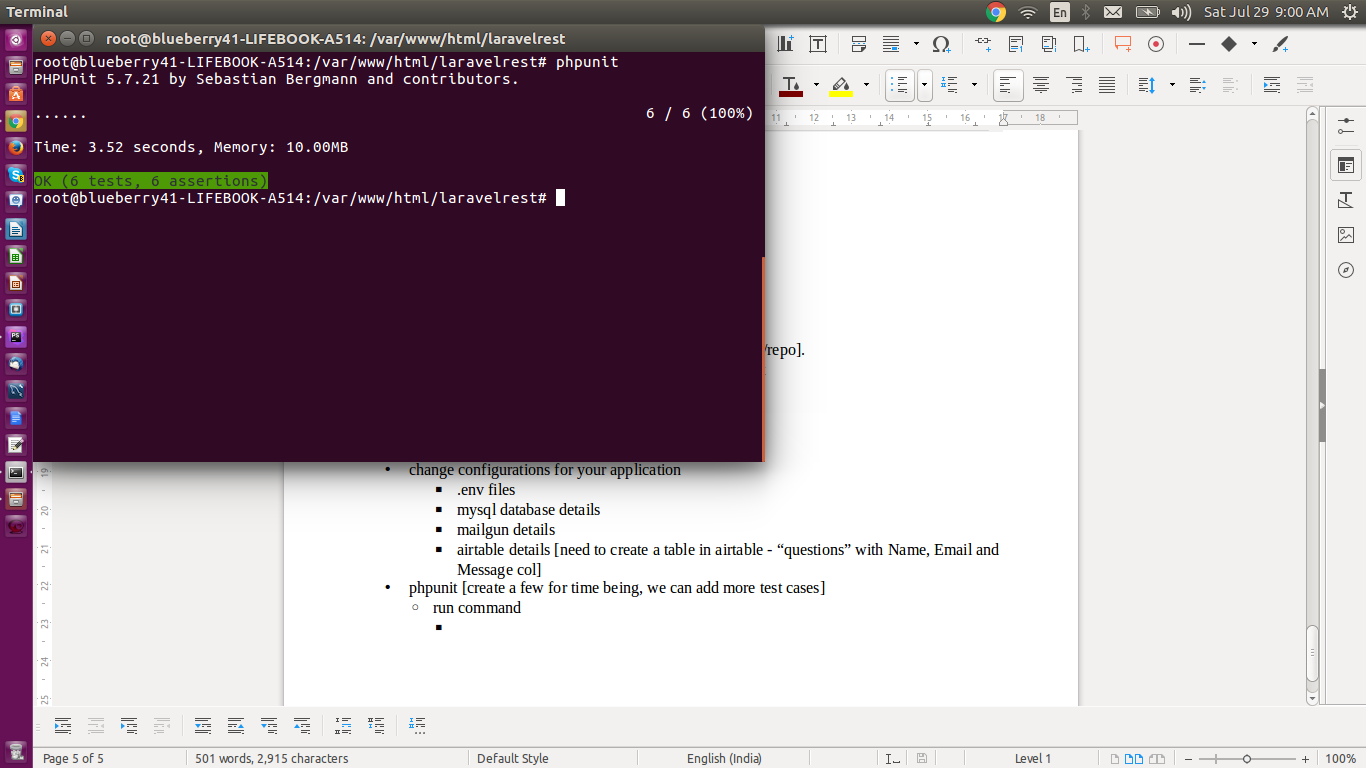 Terminal
En
Sat Jul 29 9:00 AM
root@blueberry41-LIFEBOOK-A514: /var/www/html/laravelrest
root@blueberry41-LIFEBOOK-A514:/var/www/html/laravelrest# phpunit
PHPUnit 5.7.21 by Sebastian Bergmann and contributors.
...... 6 / 6 (100%)
Time: 3.52 seconds, Memory: 10.00MB
OK (6 tests, 6 assertions)
root@blueberry41-LIFEBOOK-A514:/var/www/html/laravelrest#
11 12 13 14 15 16 17 18
/repo].
• change configurations for your application
▪ .env files
▪ mysql database details
▪ mailgun details
▪ airtable details [need to create a table in airtable - “questions” with Name, Email and
Message col]
• phpunit [create a few for time being, we can add more test cases]
○ run command
▪
19
20
21
22
23
24
25
PS
Page 5 of 5
501 words, 2,915 characters
Default Style
English (India)
Level 1
100%